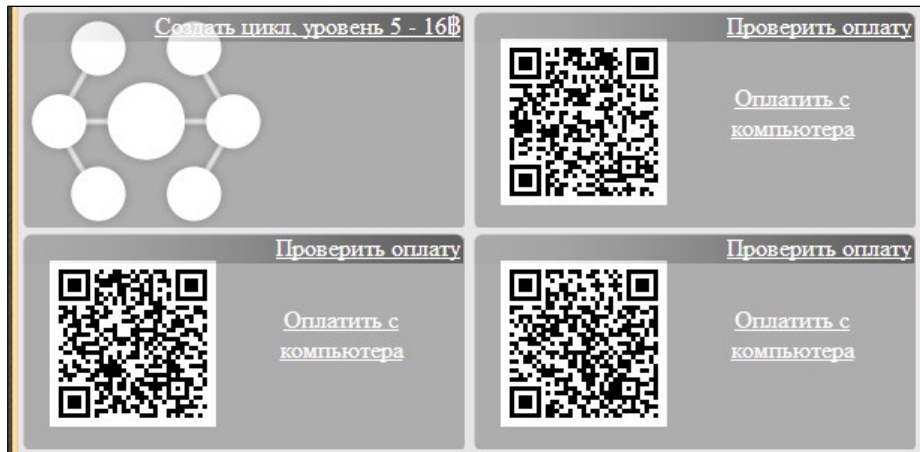 Создать цикл. уровень 5 - 16฿
Проверить оплату
Оплатить с
компьютера
Проверить оплату
Оплатить с
компьютера
Проверить оплату
Оплатить с
компьютера